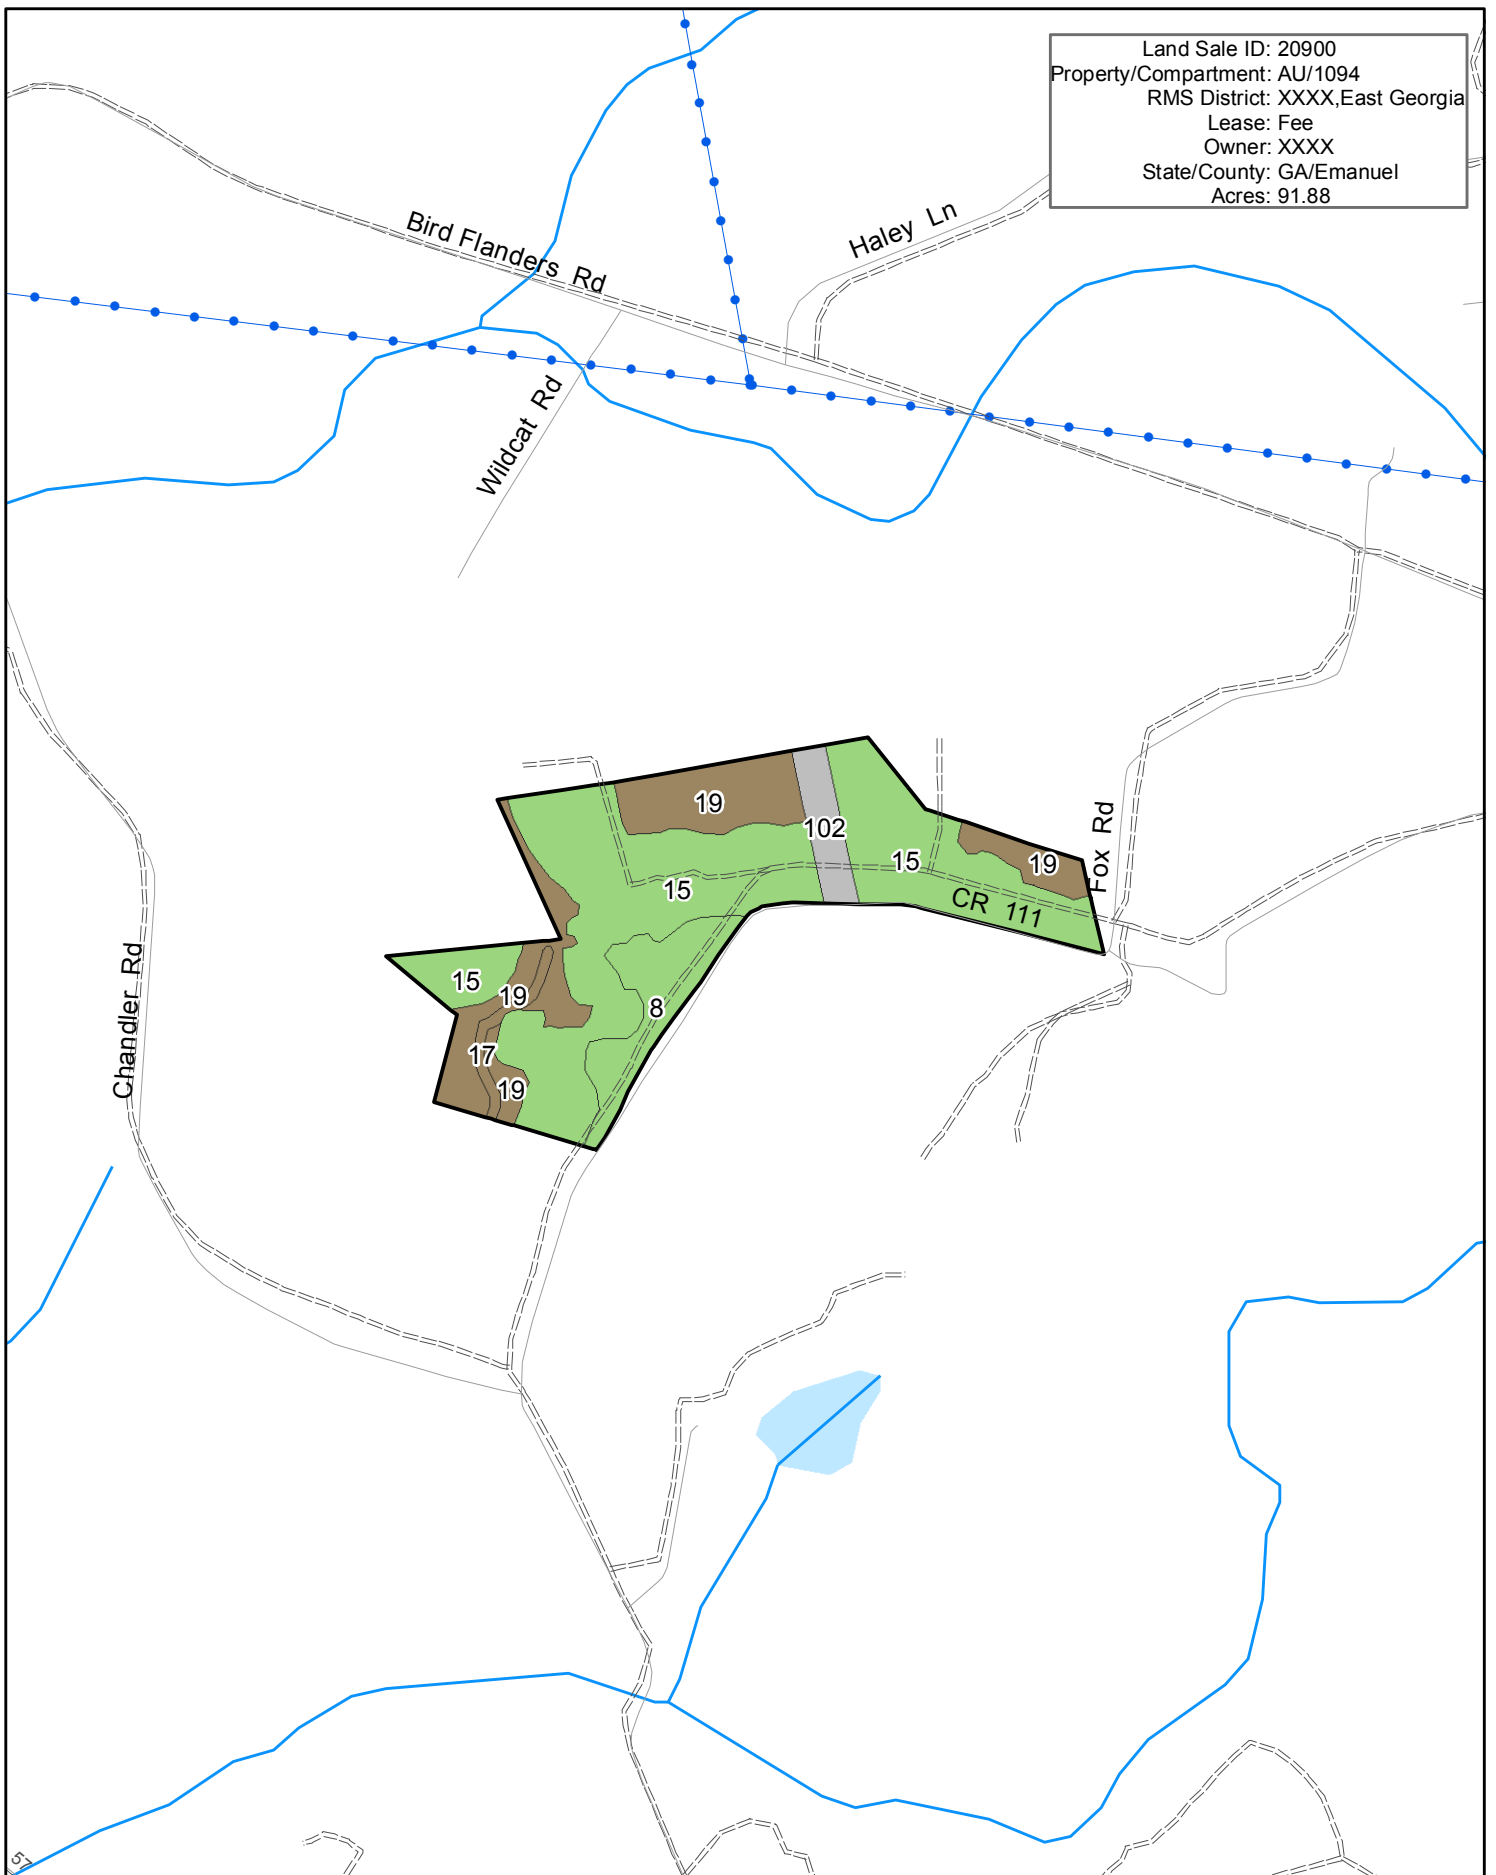 Land Sale ID: 20900
Property/Compartment: AU/1094
RMS District: XXXX,East Georgia
Lease: Fee
Owner: XXXX
State/County: GA/Emanuel
Acres: 91.88
Bird Flanders Rd
Haley Ln
Wildcat Rd
19
102
15
19
15
Fox Rd
CR 111
15
19
8
Chandler Rd
17
19
57